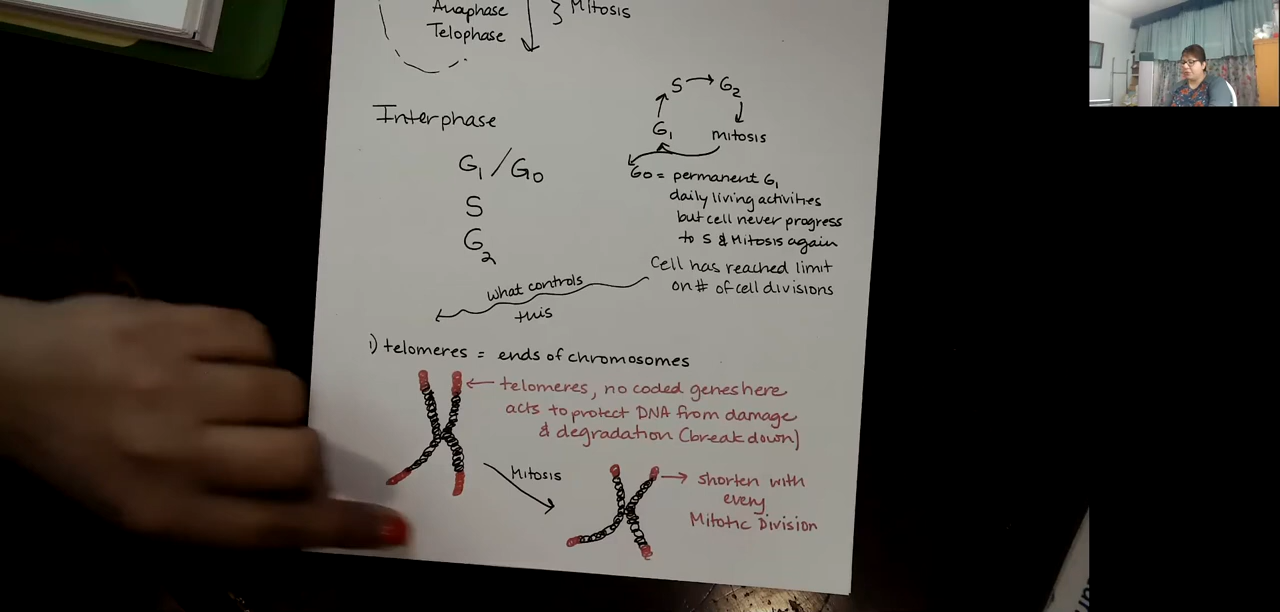 Anaphase } Mitosis
Telophase
Interphase
G1/G0
S
G2
S → G2
G1 mitosis
G0 = permanent G1
daily living activities
but cell never progress
to S & Mitosis again
Cell has reached limit
on # of cell divisions
what controls
this
1) telomeres = ends of chromosomes
← telomeres, no coded genes here
acts to protect DNA from damage
& degradation (breakdown)
Mitosis
→ shorten with
every
Mitotic Division